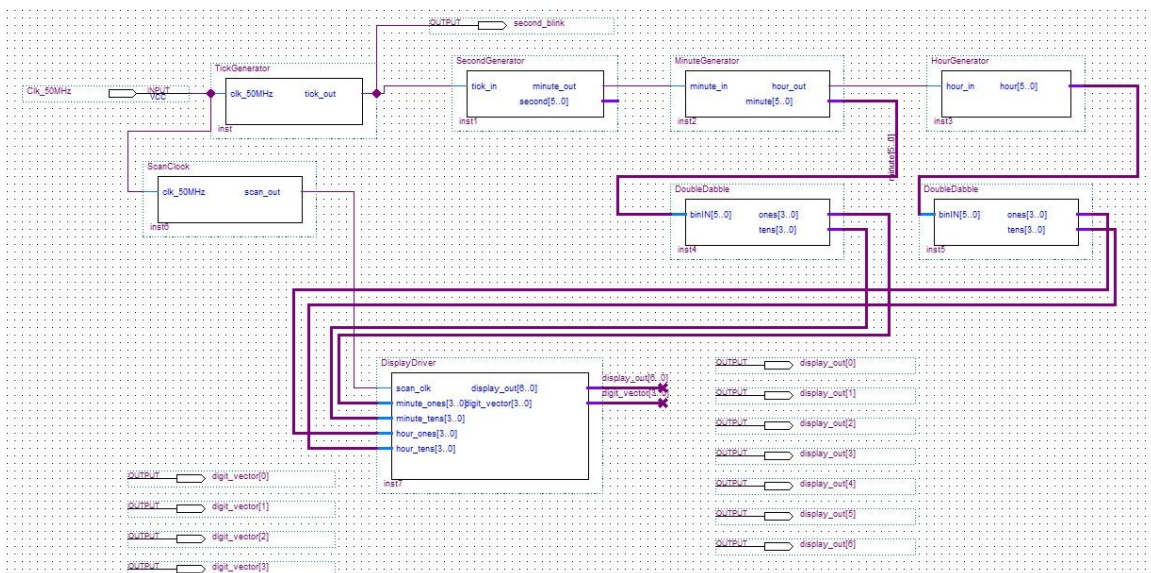 OUTPUT second_blink
TickGenerator
SecondGenerator
MinuteGenerator
HourGenerator
Clk_50MHz INPUT
VCC
clk_50MHz tick_out
inst
tick_in minute_out
second[5..0]
inst1
minute_in hour_out
minute[5..0]
inst2
hour_in hour[5..0]
inst3
minute[5..0]
ScanClock
clk_50MHz scan_out
inst6
DoubleDabble
binIN[5..0] ones[3..0]
tens[3..0]
inst4
DoubleDabble
binIN[5..0] ones[3..0]
tens[3..0]
inst5
DisplayDriver
scan_clk display_out[6..0]
minute_ones[3..0] digit_vector[3..0]
minute_tens[3..0]
hour_ones[3..0]
hour_tens[3..0]
inst7
display_out[6..0]
digit_vector[3..0]
OUTPUT display_out[0]
OUTPUT display_out[1]
OUTPUT display_out[2]
OUTPUT display_out[3]
OUTPUT display_out[4]
OUTPUT display_out[5]
OUTPUT display_out[6]
OUTPUT digit_vector[0]
OUTPUT digit_vector[1]
OUTPUT digit_vector[2]
OUTPUT digit_vector[3]